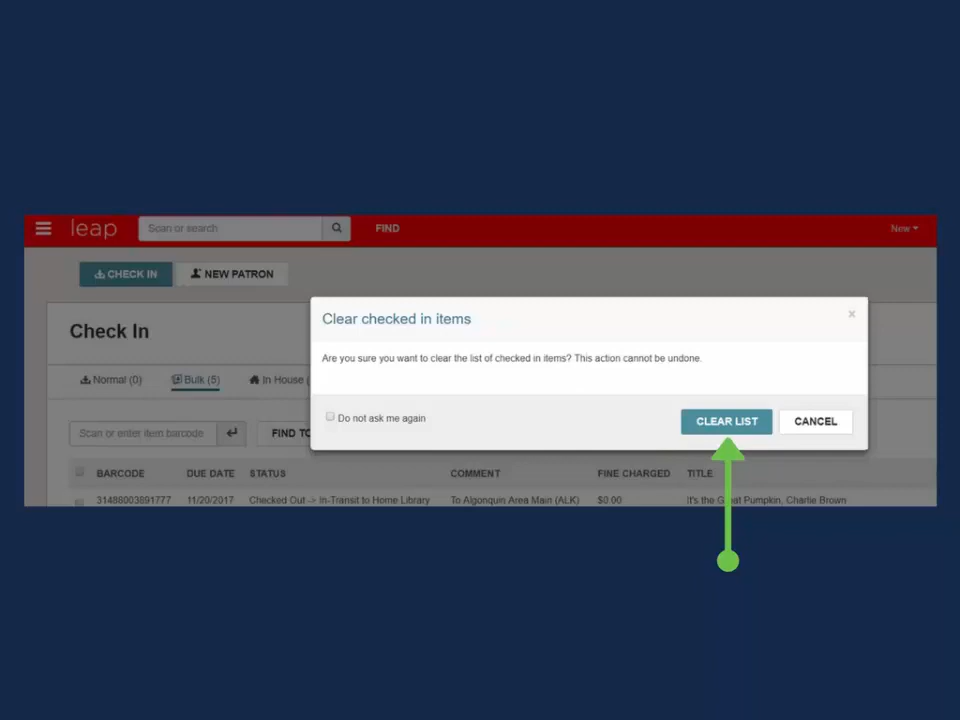 leap Scan or search FIND New
CHECK IN NEW PATRON
Clear checked in items ×
Check In
Are you sure you want to clear the list of checked in items? This action cannot be undone.
Normal (0) Bulk (5) In House (
Do not ask me again CLEAR LIST CANCEL
Scan or enter item barcode FIND TO
BARCODE DUE DATE STATUS COMMENT FINE CHARGED TITLE
31488003891777 11/20/2017 Checked Out -> In-Transit to Home Library To Algonquin Area Main (ALK) $0.00 It's the Great Pumpkin, Charlie Brown